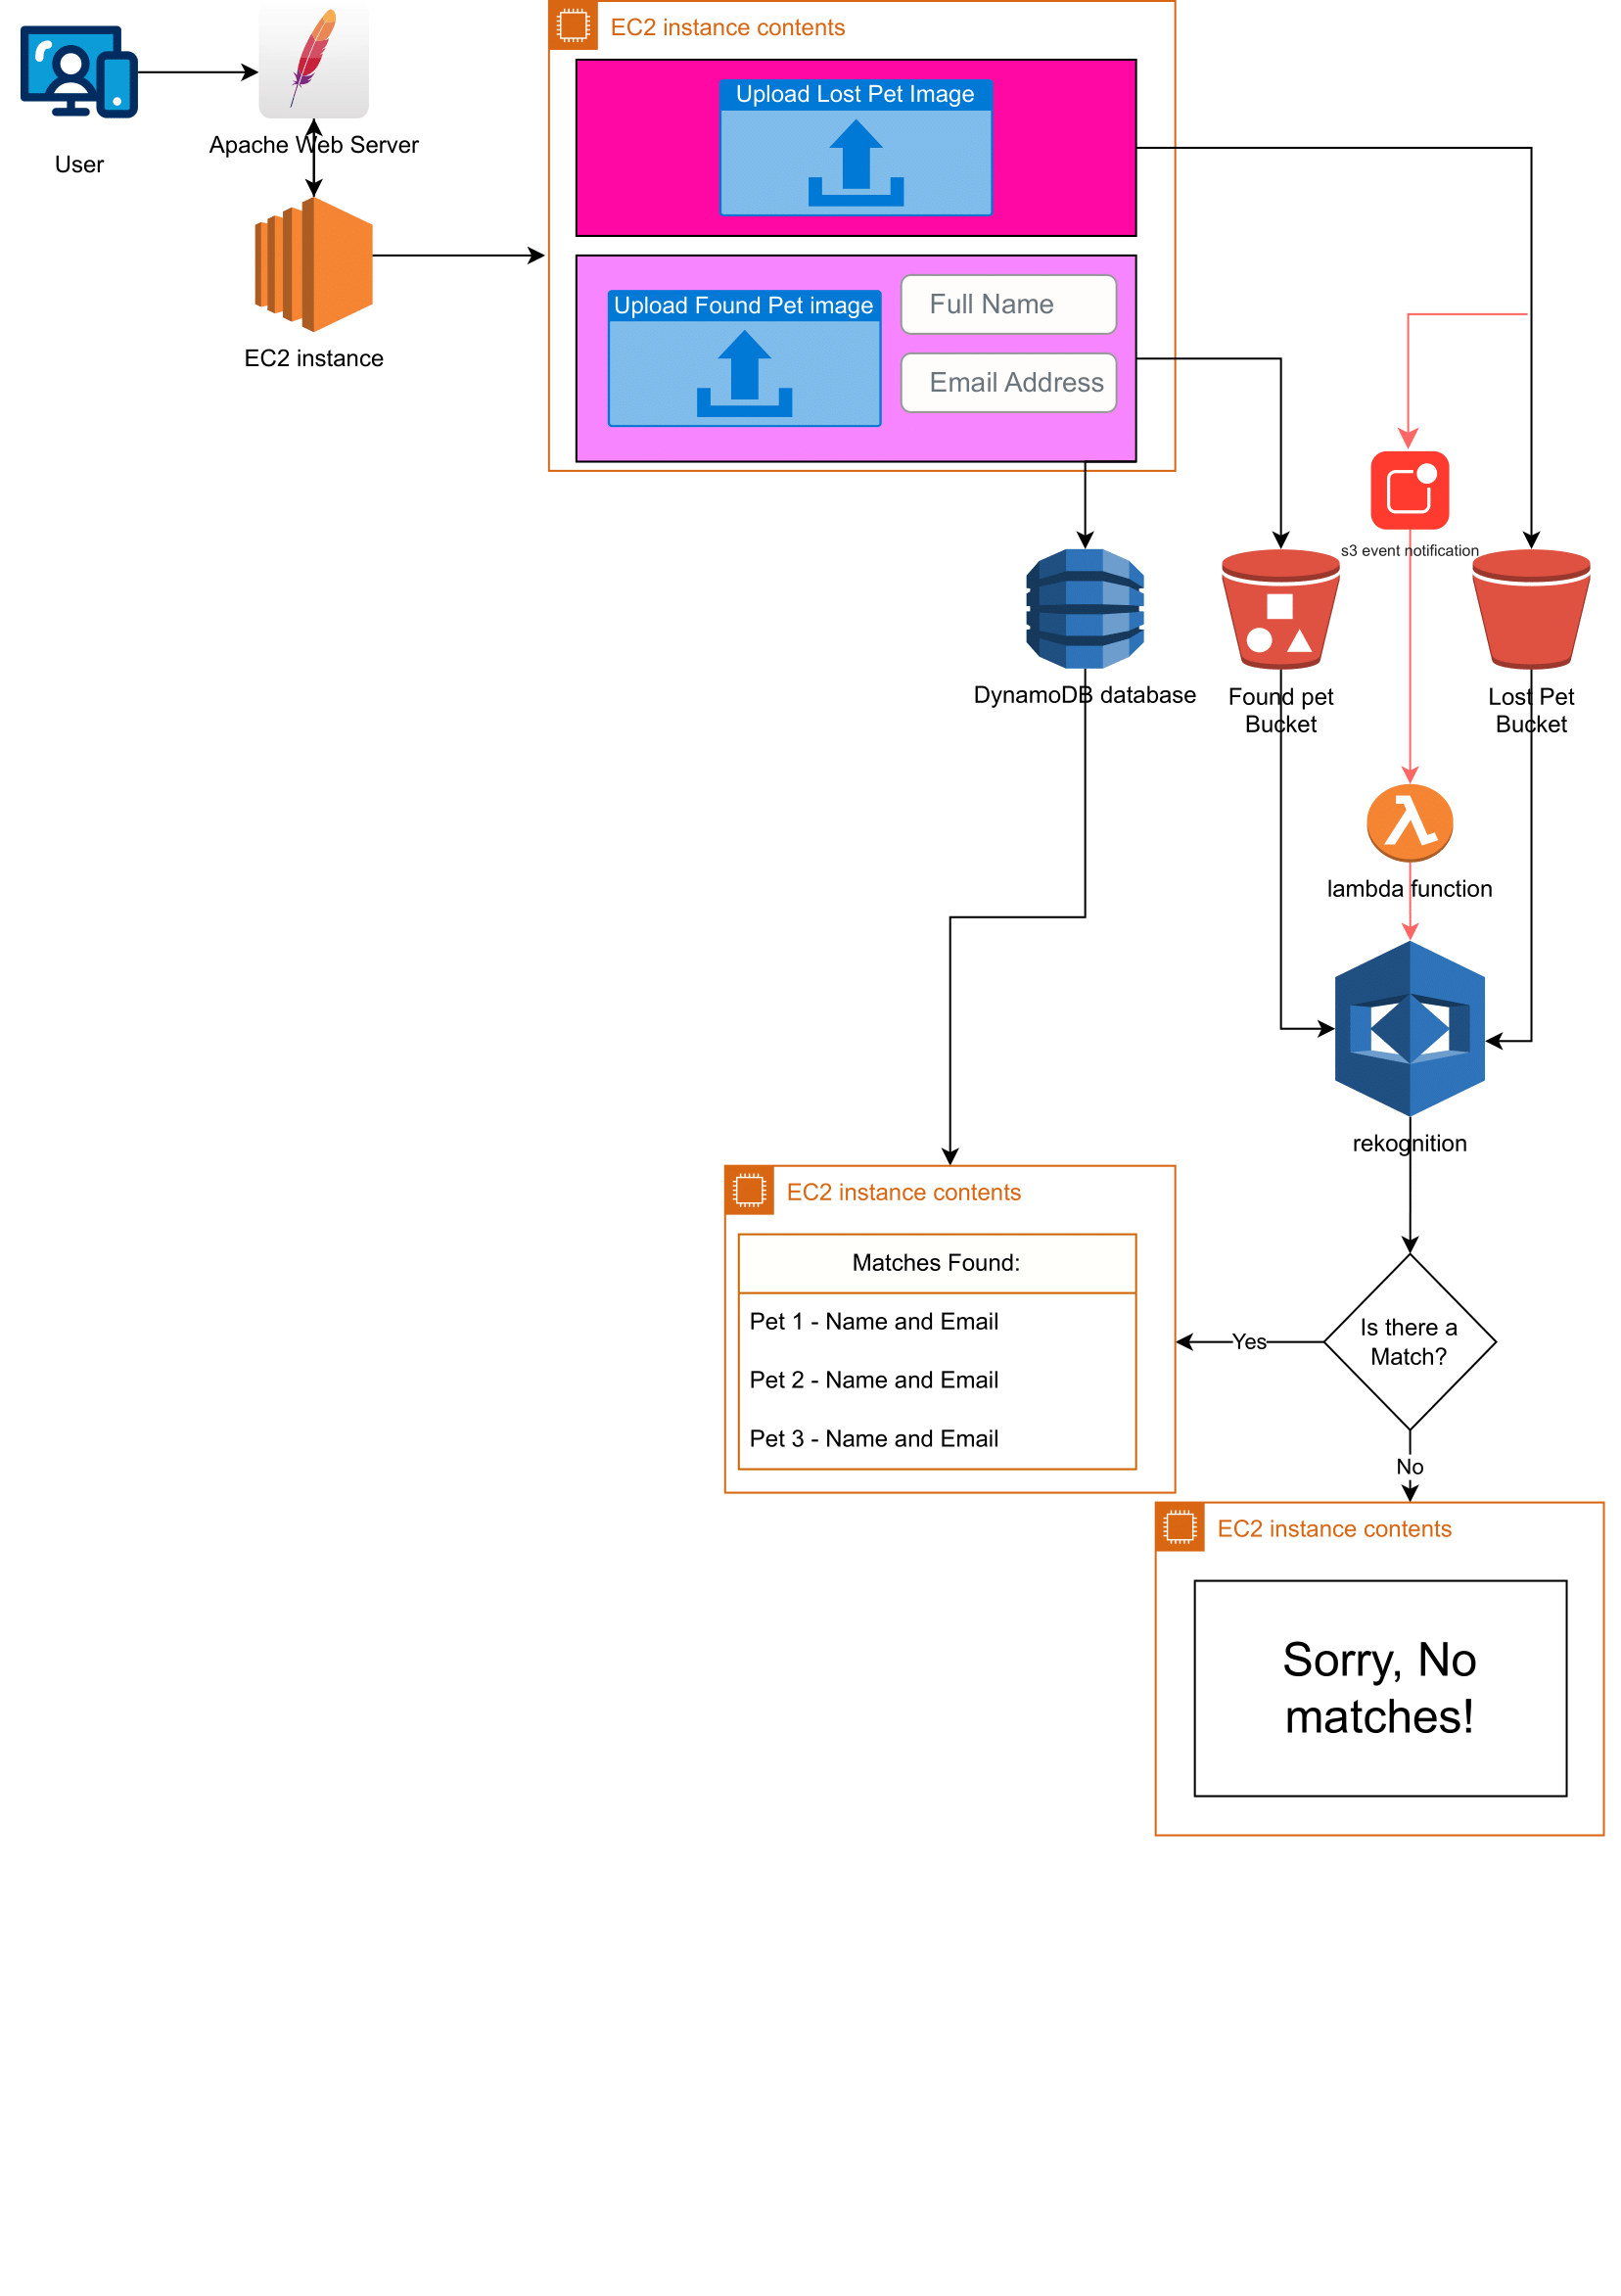 User
Apache Web Server
EC2 instance
EC2 instance contents
Upload Lost Pet Image
Upload Found Pet image
Full Name
Email Address
s3 event notification
DynamoDB database
Found pet
Bucket
Lost Pet
Bucket
lambda function
rekognition
EC2 instance contents
Matches Found:
Pet 1 - Name and Email
Pet 2 - Name and Email
Pet 3 - Name and Email
Yes
Is there a
Match?
No
EC2 instance contents
Sorry, No
matches!